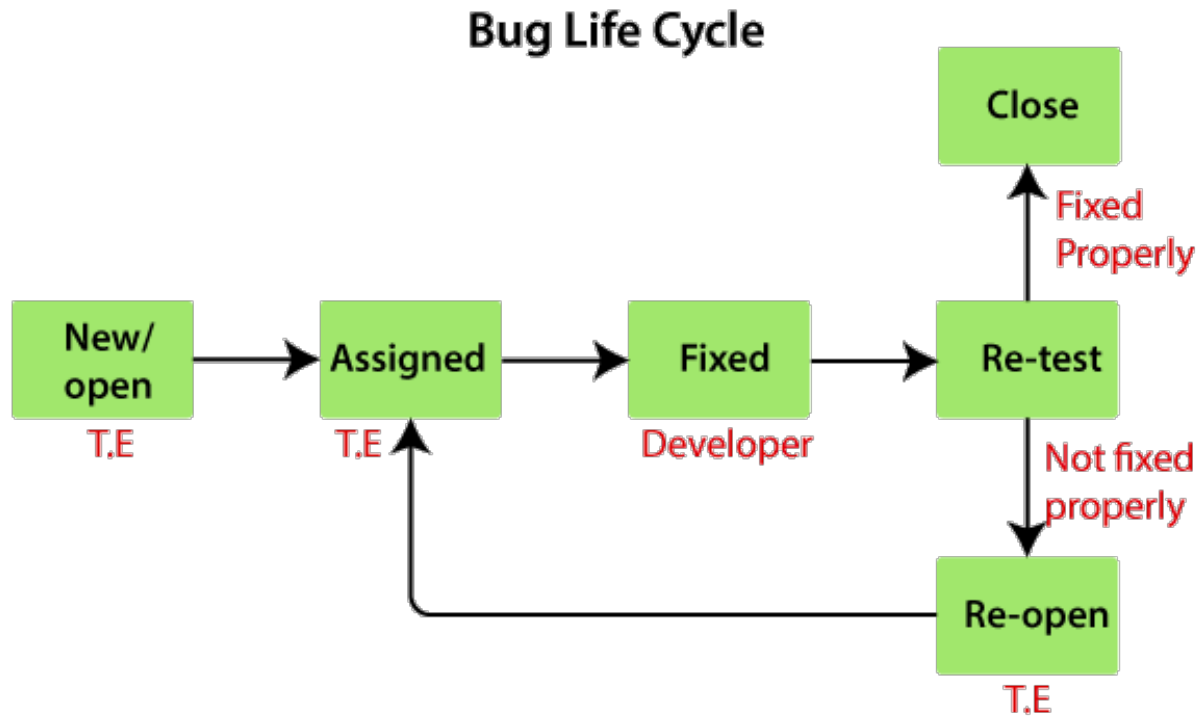 Bug Life Cycle
Close
Fixed
Properly
New/
open
Assigned
Fixed
Re-test
T.E
T.E
Developer
Not fixed
properly
Re-open
T.E